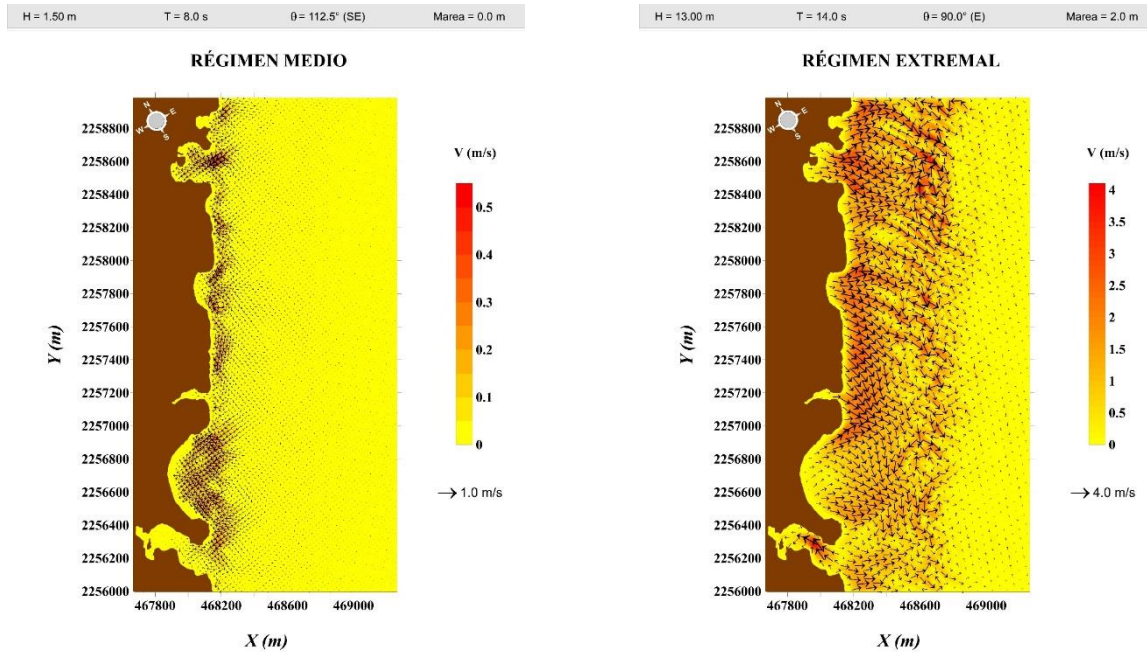 H = 1.50 m T = 8.0 s θ = 112.5° (SE) Marea = 0.0 m
RÉGIMEN MEDIO
N
E
W
S
2258800
2258600
2258400
2258200
2258000
2257800
2257600
2257400
2257200
2257000
2256800
2256600
2256400
2256200
2256000
Y (m)
467800 468200 468600 469000
X (m)
V (m/s)
0.5
0.4
0.3
0.2
0.1
0
1.0 m/s
H = 13.00 m T = 14.0 s θ = 90.0° (E) Marea = 2.0 m
RÉGIMEN EXTREMAL
N
E
W
S
2258800
2258600
2258400
2258200
2258000
2257800
2257600
2257400
2257200
2257000
2256800
2256600
2256400
2256200
2256000
Y (m)
467800 468200 468600 469000
X (m)
V (m/s)
4
3.5
3
2.5
2
1.5
1
0.5
0
4.0 m/s